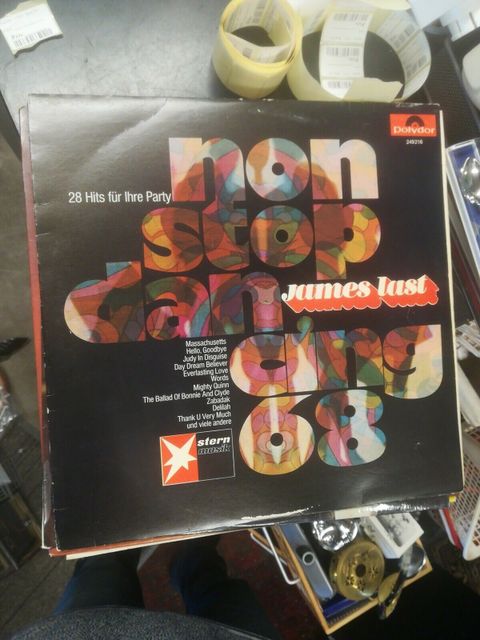 polydor
249216
28 Hits für Ihre Party
non
stop
dan
cing
68
james last
Massachusetts
Hello, Goodbye
Judy In Disguise
Day Dream Believer
Everlasting Love
Words
Mighty Quinn
The Ballad Of Bonnie And Clyde
Zabadak
Delilah
Thank U Very Much
und viele andere
stern
musik